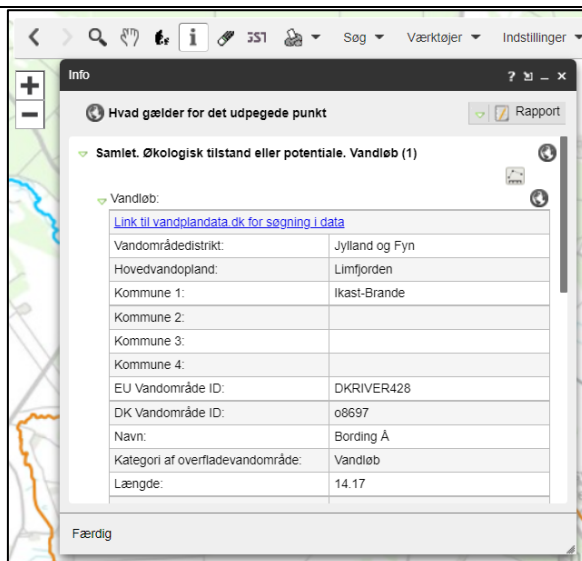 Søg Værktøjer Indstillinger
Info
Hvad gælder for det udpegede punkt Rapport
Samlet. Økologisk tilstand eller potentiale. Vandløb (1)
Vandløb:
Link til vandplandata.dk for søgning i data
Vandområdedistrikt: Jylland og Fyn
Hovedvandopland: Limfjorden
Kommune 1: Ikast-Brande
Kommune 2:
Kommune 3:
Kommune 4:
EU Vandområde ID: DKRIVER428
DK Vandområde ID: o8697
Navn: Bording Å
Kategori af overfladevandområde: Vandløb
Længde: 14.17
Færdig